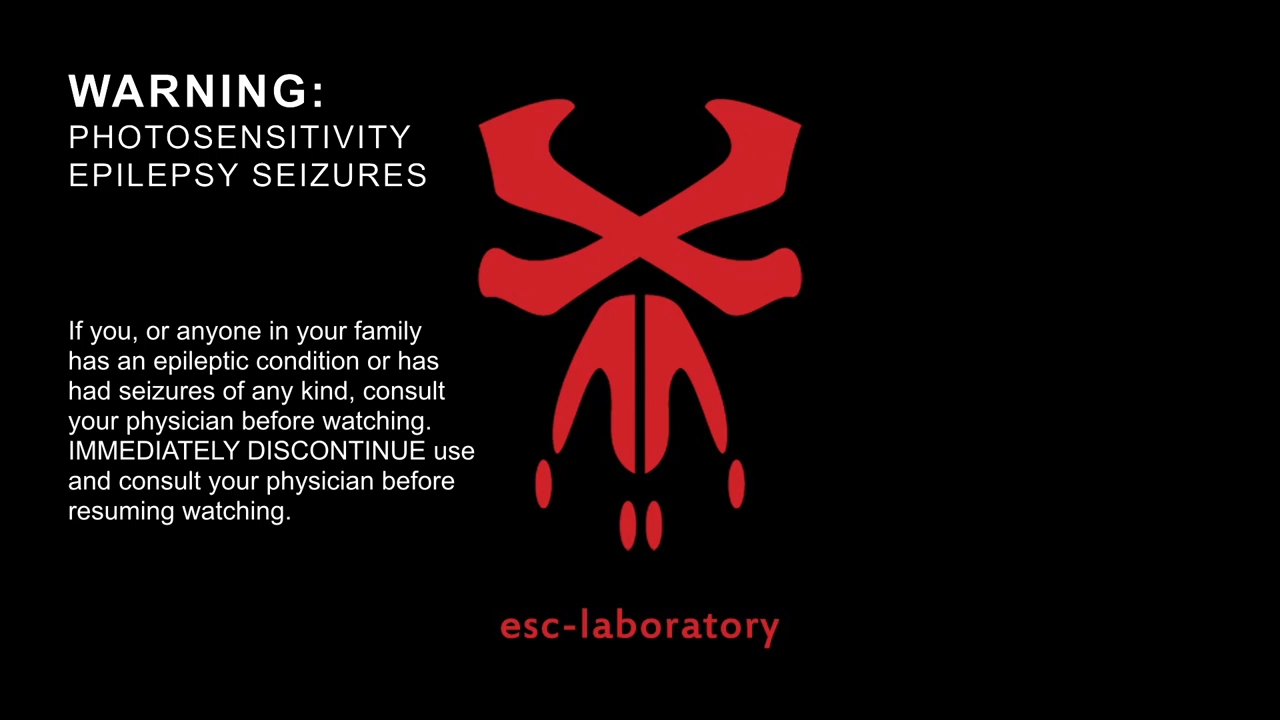 WARNING:
PHOTOSENSITIVITY
EPILEPSY SEIZURES
If you, or anyone in your family
has an epileptic condition or has
had seizures of any kind, consult
your physician before watching.
IMMEDIATELY DISCONTINUE use
and consult your physician before
resuming watching.
esc-laboratory